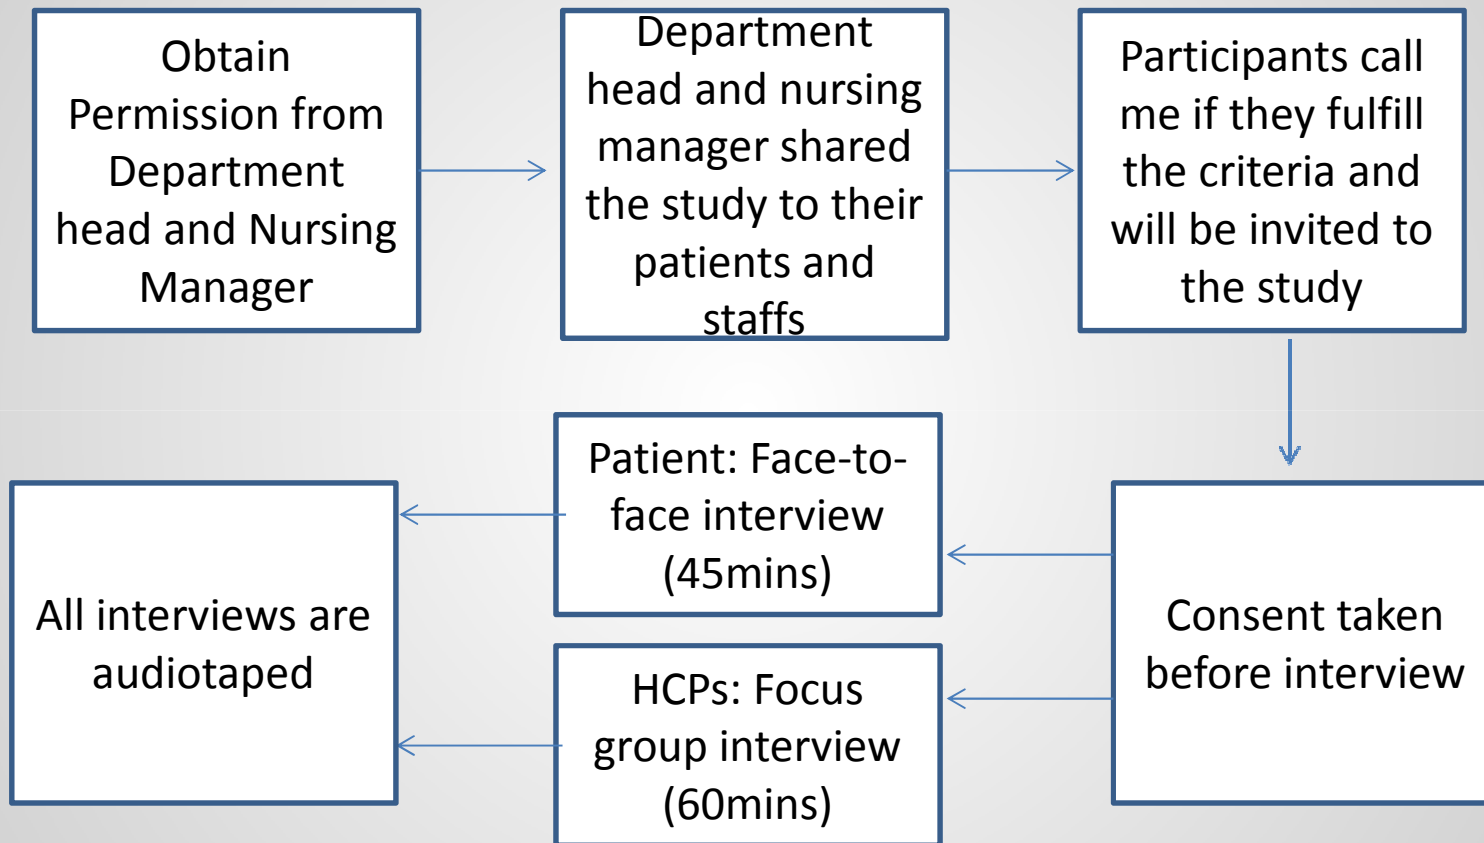 Obtain
Permission from
Department
head and Nursing
Manager
Department
head and nursing
manager shared
the study to their
patients and
staffs
Participants call
me if they fulfill
the criteria and
will be invited to
the study
Consent taken
before interview
Patient: Face-to-
face interview
(45mins)
HCPs: Focus
group interview
(60mins)
All interviews are
audiotaped